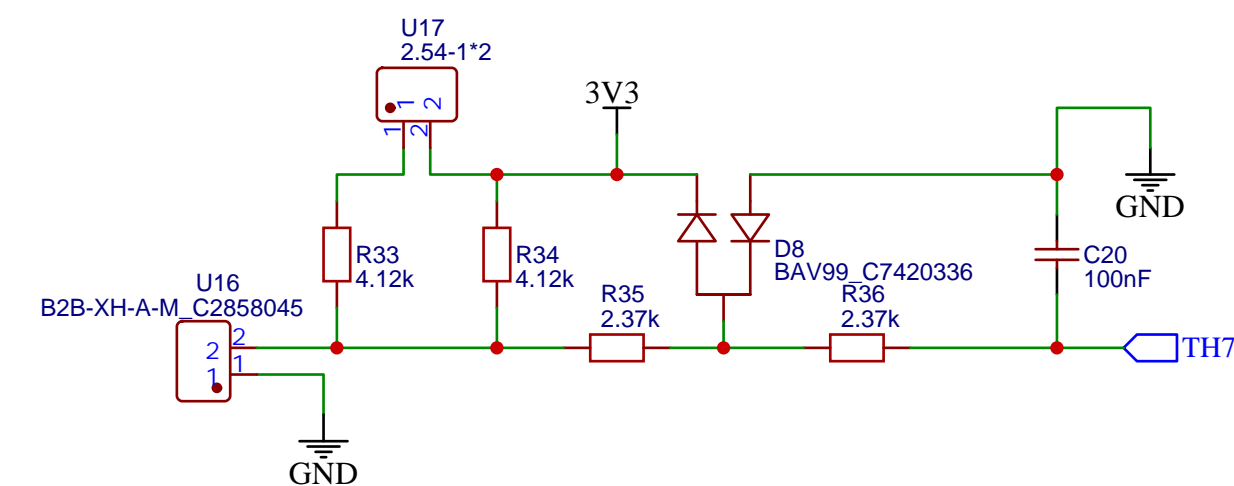 U17
2.54-1*2
1
2
1
2
3V3
GND
R33
4.12k
R34
4.12k
D8
BAV99_C7420336
C20
100nF
U16
B2B-XH-A-M_C2858045
R35
2.37k
R36
2.37k
2
2
1
1
TH7
GND